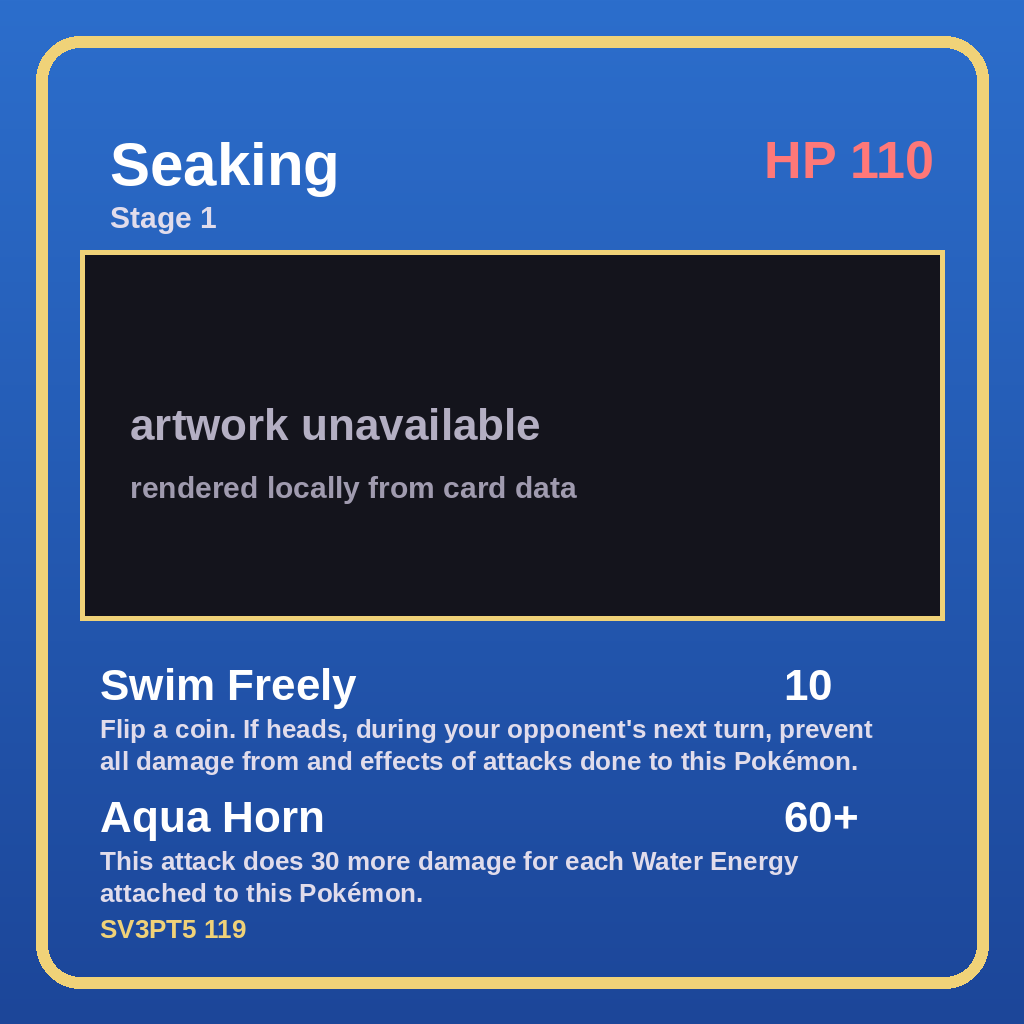 Seaking
HP 110
Stage 1
artwork unavailable
rendered locally from card data
Swim Freely
10
Flip a coin. If heads, during your opponent's next turn, prevent
all damage from and effects of attacks done to this Pokémon.
Aqua Horn
60+
This attack does 30 more damage for each Water Energy
attached to this Pokémon.
SV3PT5 119